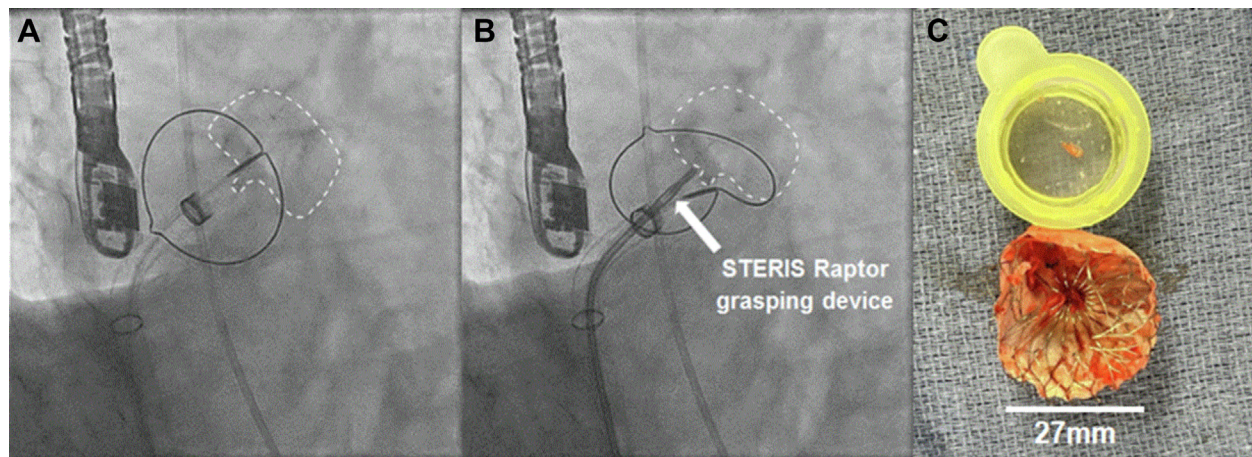 A
B
C
STERIS Raptor
grasping device
27mm